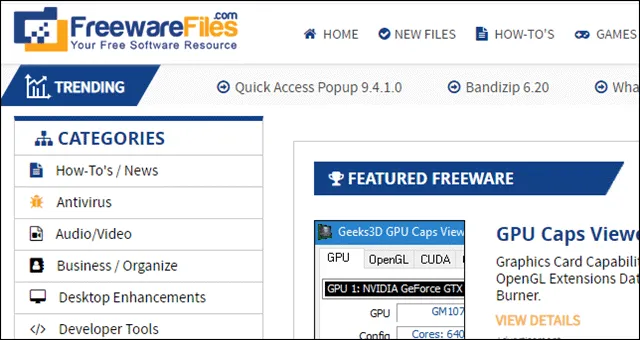 FreewareFiles.com
Your Free Software Resource
HOME NEW FILES HOW-TO'S GAMES
TRENDING Quick Access Popup 9.4.1.0 Bandizip 6.20
CATEGORIES
How-To's / News
Antivirus
Audio/Video
Business / Organize
Desktop Enhancements
Developer Tools
FEATURED FREEWARE
Geeks3D GPU Caps View
GPU OpenGL CUDA
GPU 1: NVIDIA GeForce GTX
GPU GM107
Config Cores: 640
GPU Caps Viewe
Graphics Card Capabili
OpenGL Extensions Dat
Burner.
VIEW DETAILS